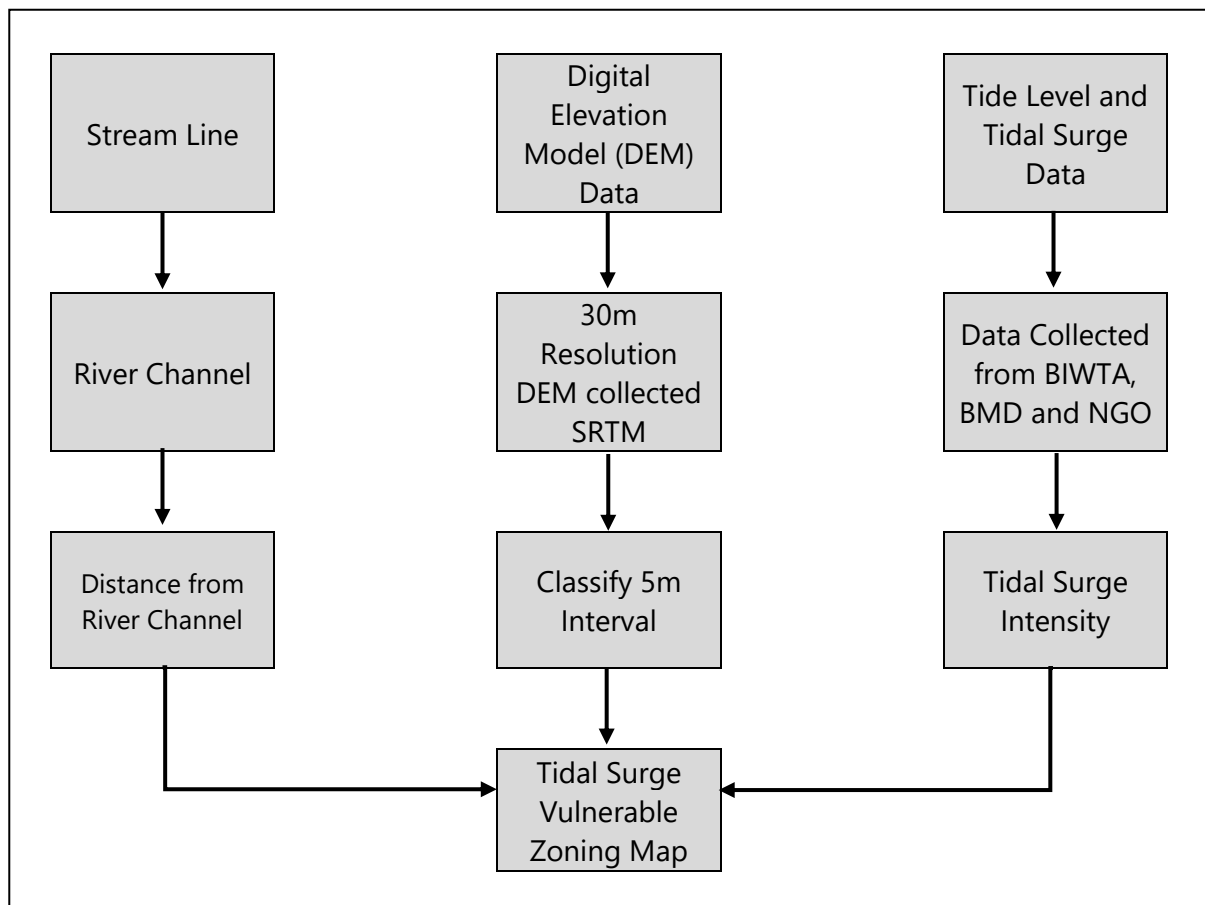 Stream Line
Digital
Elevation
Model (DEM)
Data
Tide Level and
Tidal Surge
Data
River Channel
30m
Resolution
DEM collected
SRTM
Data Collected
from BIWTA,
BMD and NGO
Distance from
River Channel
Classify 5m
Interval
Tidal Surge
Intensity
Tidal Surge
Vulnerable
Zoning Map